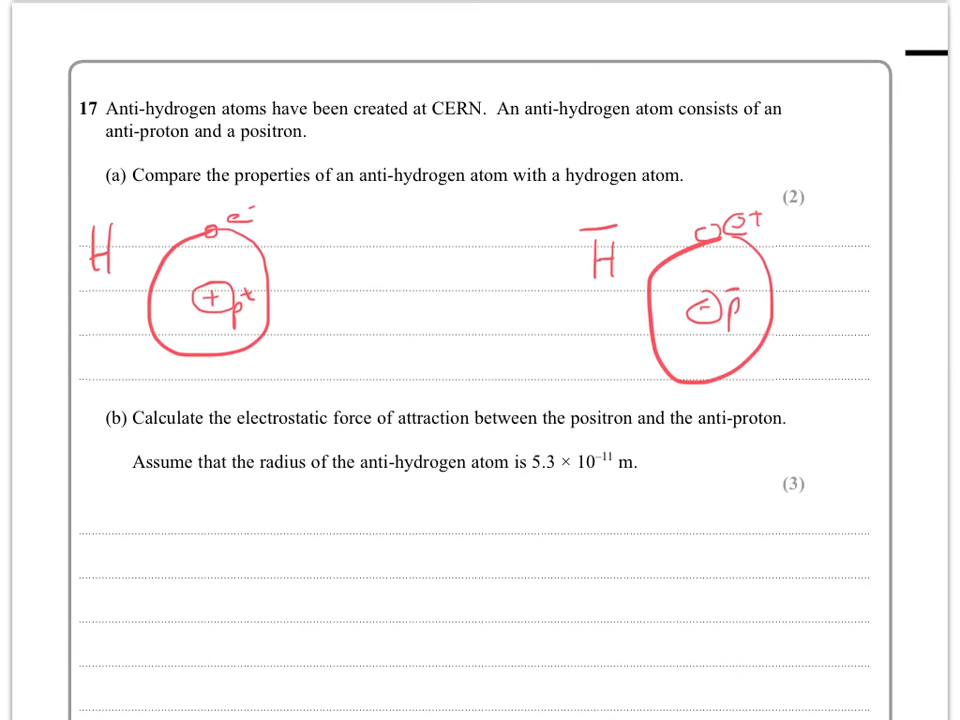 17 Anti-hydrogen atoms have been created at CERN. An anti-hydrogen atom consists of an
anti-proton and a positron.
(a) Compare the properties of an anti-hydrogen atom with a hydrogen atom.
(2)
H e⁻ + p⁺
H̅ e⁺ - p̅
(b) Calculate the electrostatic force of attraction between the positron and the anti-proton.
Assume that the radius of the anti-hydrogen atom is 5.3 × 10⁻¹¹ m.
(3)